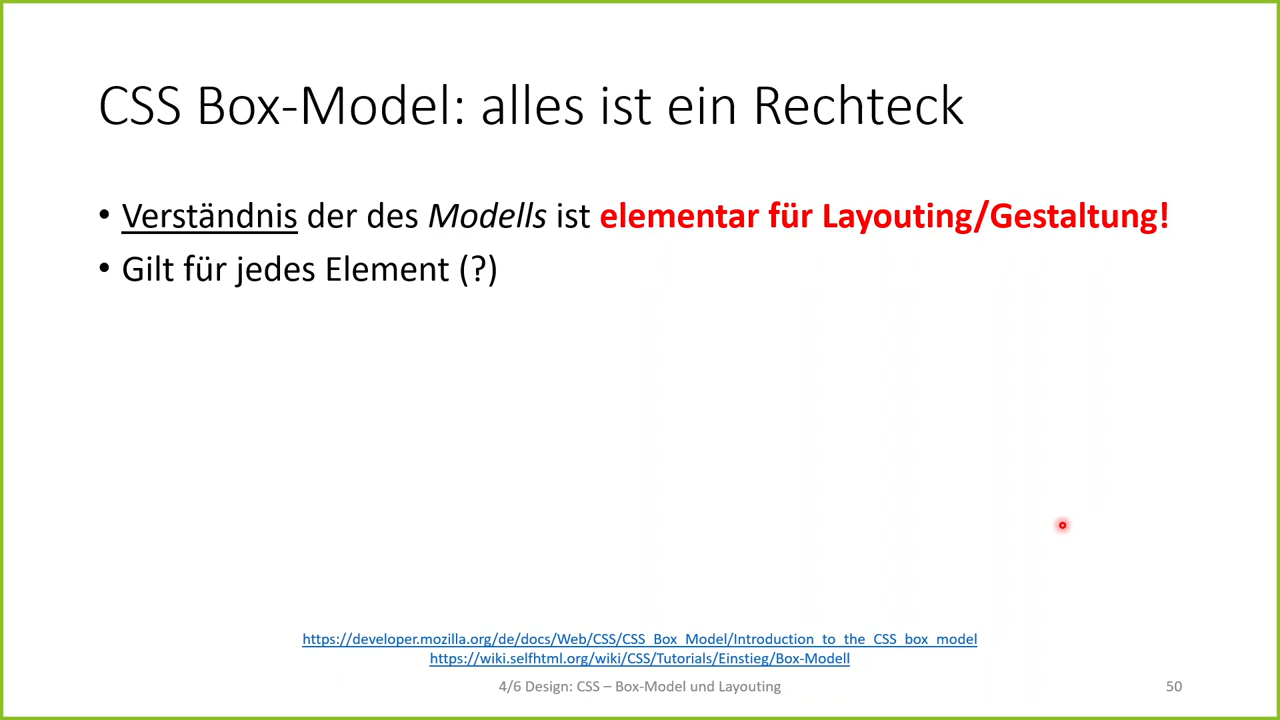 CSS Box-Model: alles ist ein Rechteck
• Verständnis der des Modells ist elementar für Layouting/Gestaltung!
• Gilt für jedes Element (?)
https://developer.mozilla.org/de/docs/Web/CSS/CSS_Box_Model/Introduction_to_the_CSS_box_model
https://wiki.selfhtml.org/wiki/CSS/Tutorials/Einstieg/Box-Modell
4/6 Design: CSS – Box-Model und Layouting 50